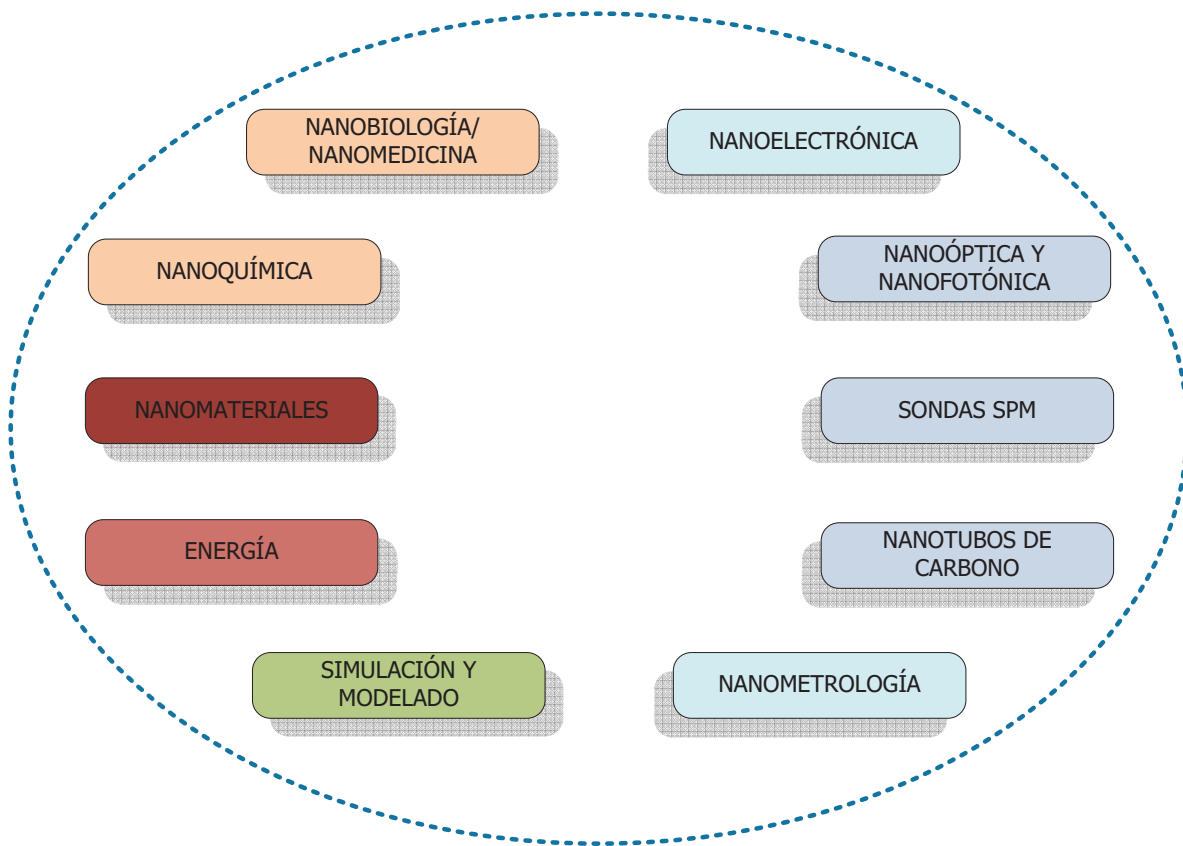 NANOBIOLOGÍA/
NANOMEDICINA
NANOELECTRÓNICA
NANOQUÍMICA
NANOÓPTICA Y
NANOFOTÓNICA
NANOMATERIALES
SONDAS SPM
ENERGÍA
NANOTUBOS DE
CARBONO
SIMULACIÓN Y
MODELADO
NANOMETROLOGÍA